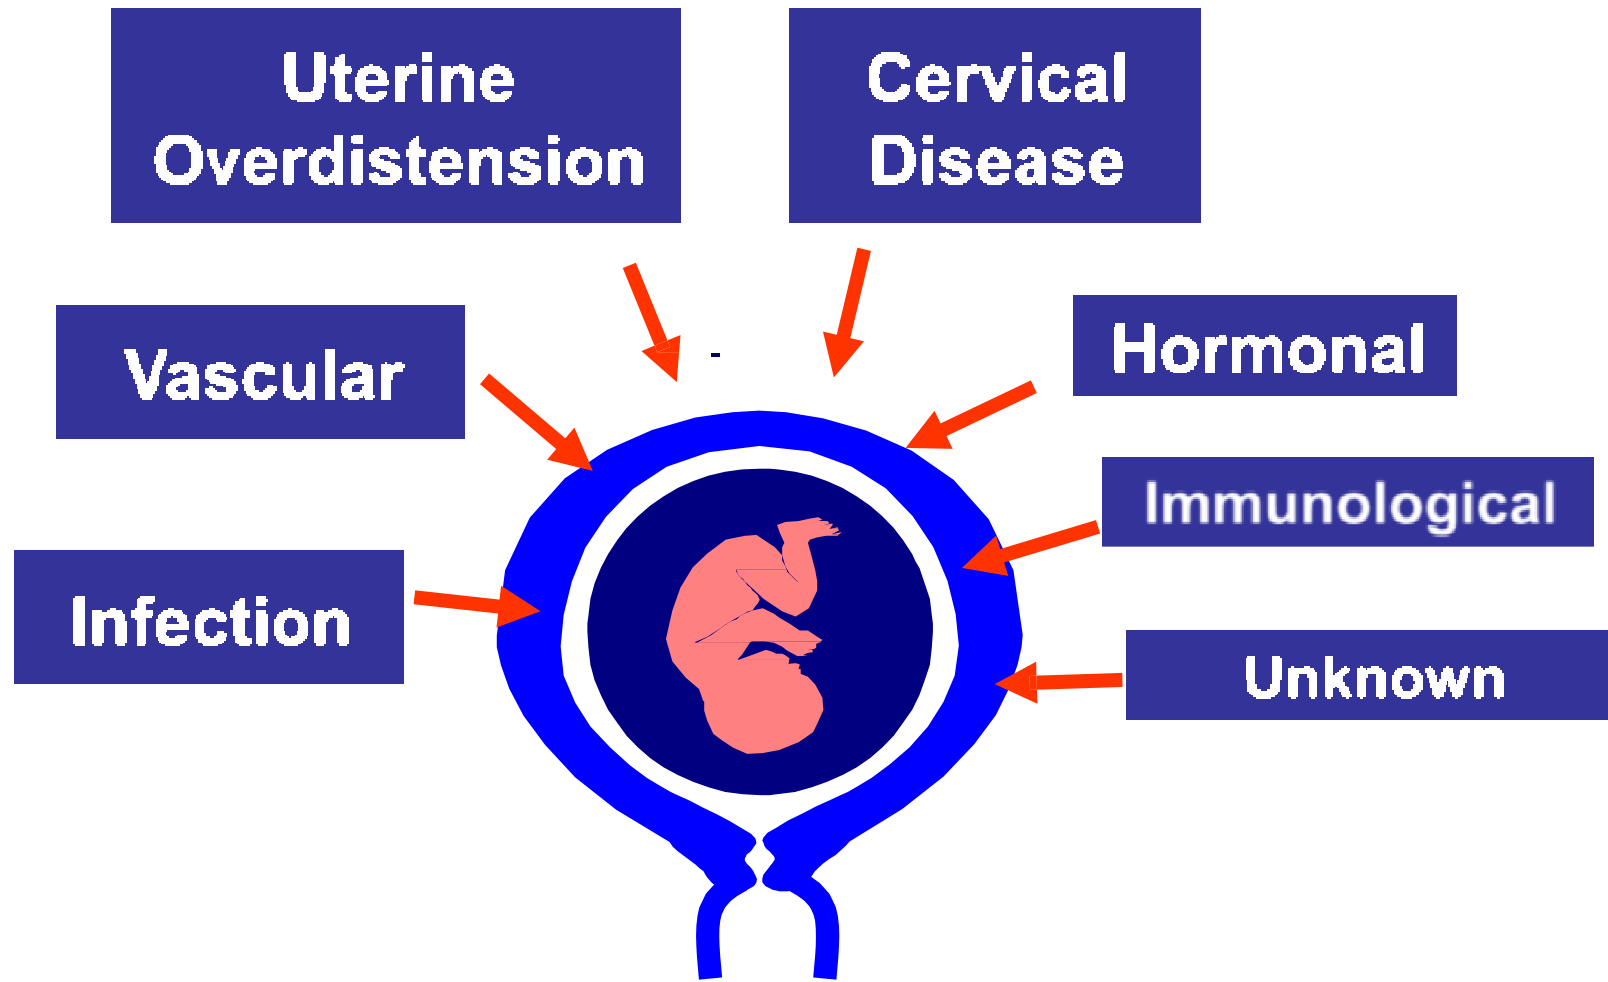 Uterine
Overdistension
Cervical
Disease
Vascular
Hormonal
Immunological
Infection
Unknown